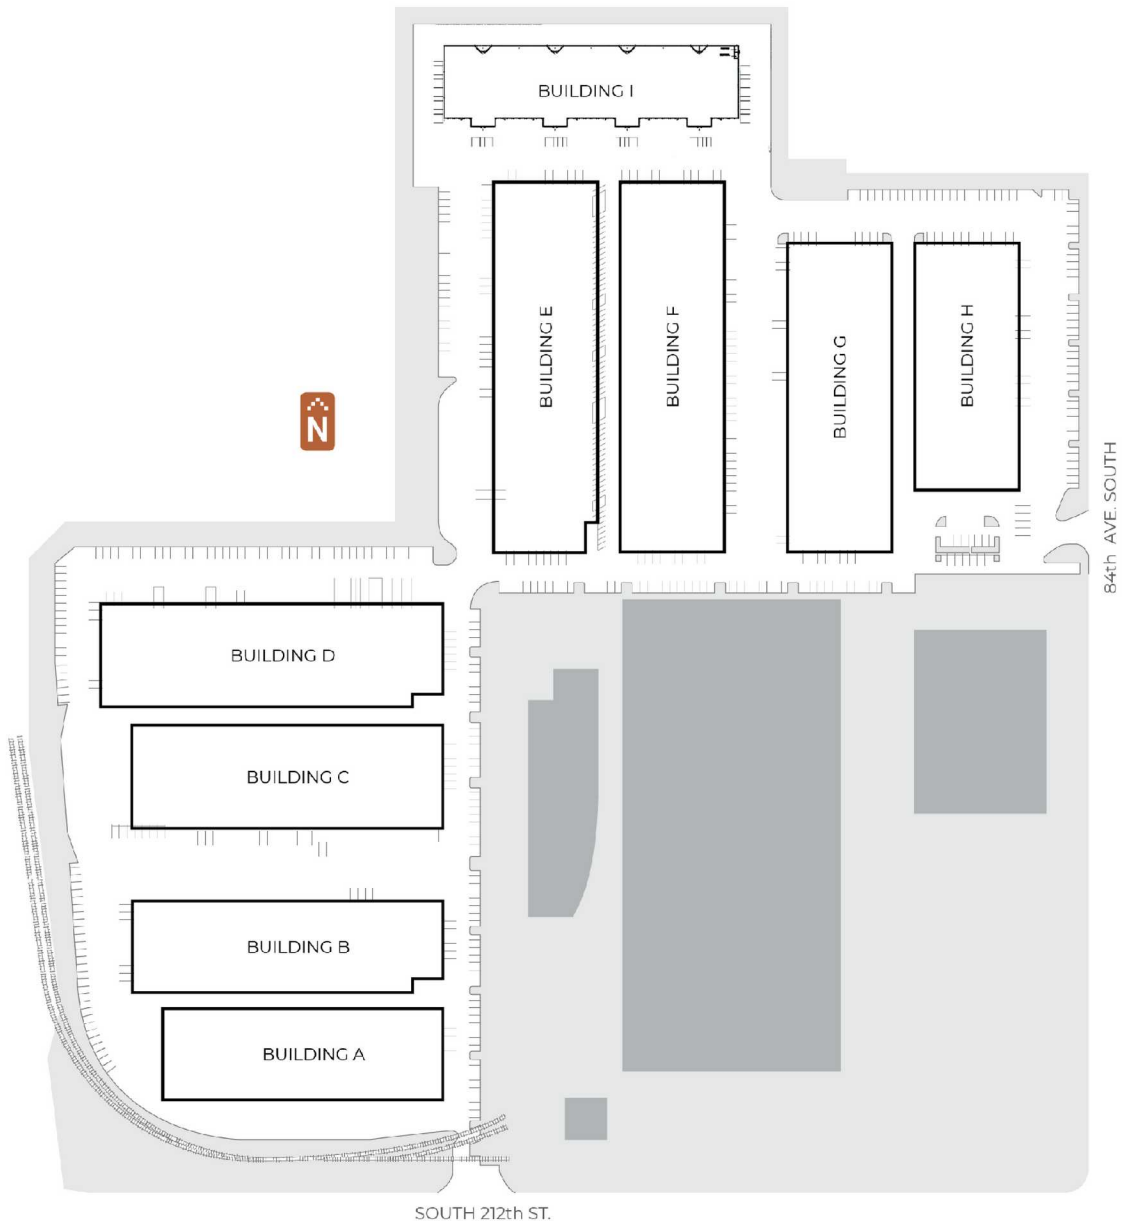 BUILDING I
BUILDING E
BUILDING F
BUILDING G
BUILDING H
N
84th AVE. SOUTH
BUILDING D
BUILDING C
BUILDING B
BUILDING A
SOUTH 212th ST.